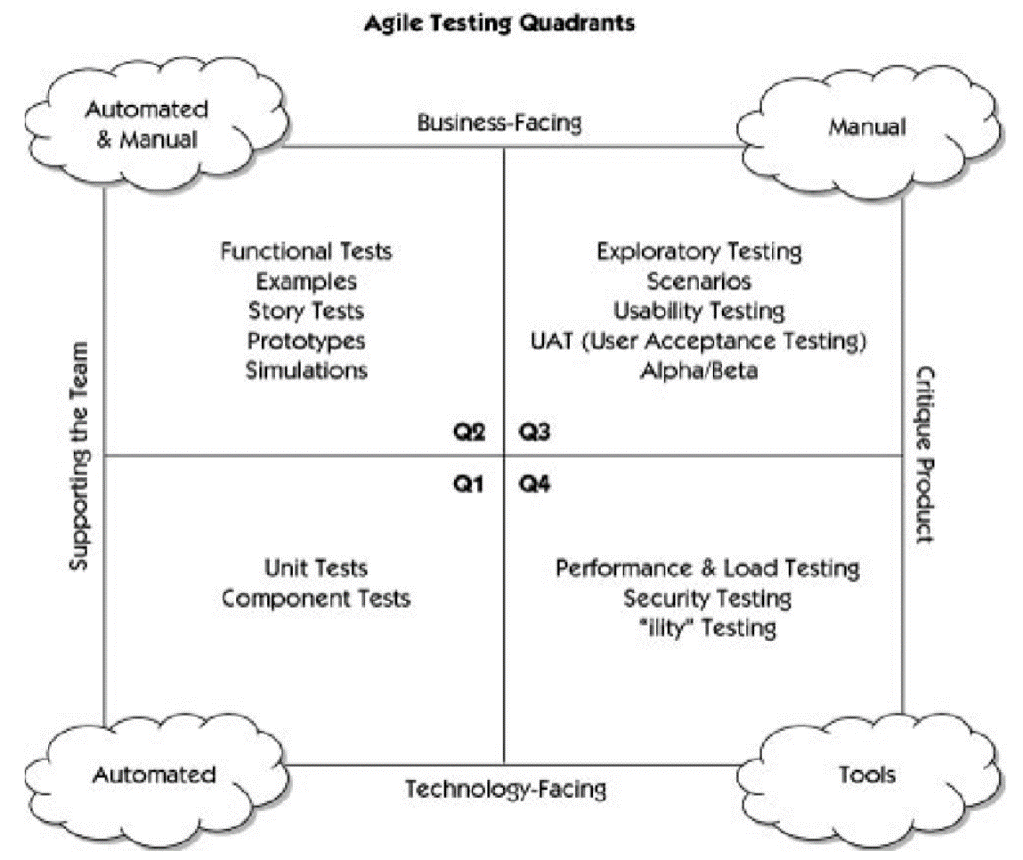 Agile Testing Quadrants
Automated
& Manual
Business-Facing
Manual
Functional Tests
Examples
Story Tests
Prototypes
Simulations
Exploratory Testing
Scenarios
Usability Testing
UAT (User Acceptance Testing)
Alpha/Beta
Supporting the Team
Critique Product
Q2
Q3
Q1
Q4
Unit Tests
Component Tests
Performance & Load Testing
Security Testing
"ility" Testing
Automated
Technology-Facing
Tools